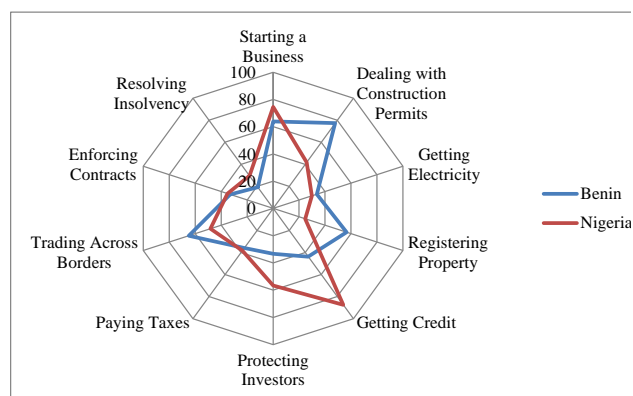 Starting a
Business
Dealing with
Construction
Permits
Getting
Electricity
Registering
Property
Getting Credit
Protecting
Investors
Paying Taxes
Trading Across
Borders
Enforcing
Contracts
Resolving
Insolvency
100
80
60
40
20
0
Benin
Nigeria